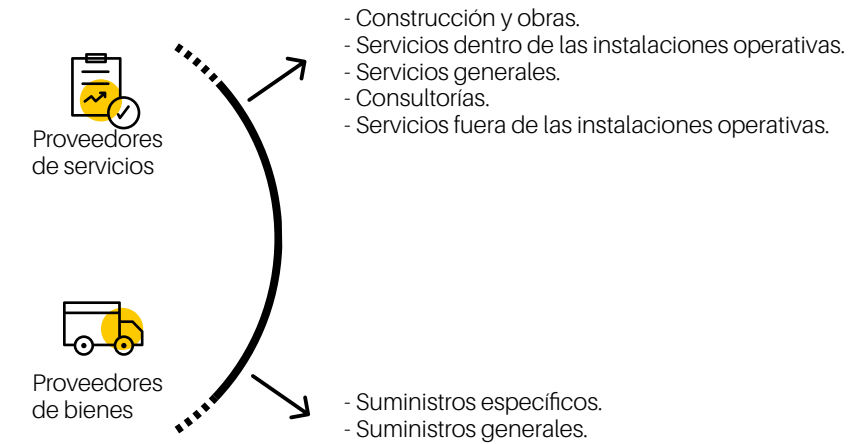 - Construcción y obras.
- Servicios dentro de las instalaciones operativas.
- Servicios generales.
- Consultorías.
- Servicios fuera de las instalaciones operativas.
Proveedores
de servicios
Proveedores
de bienes
- Suministros específicos.
- Suministros generales.